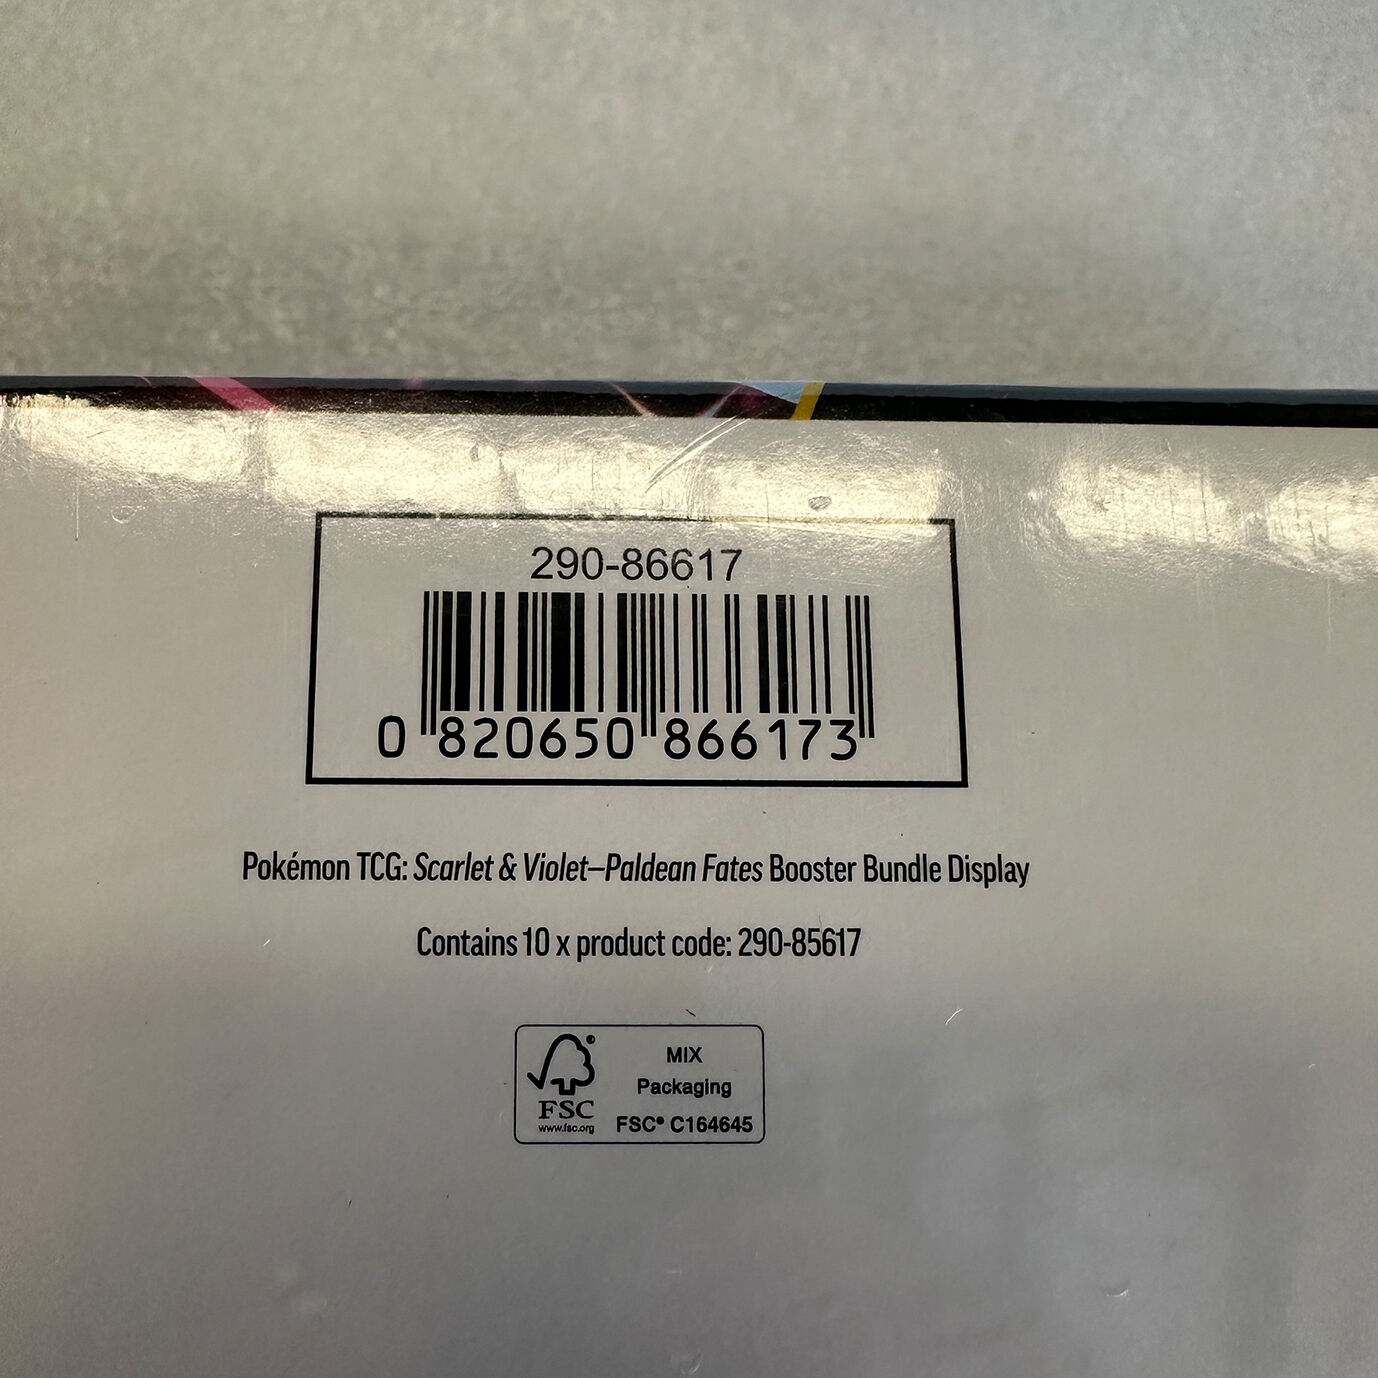 290-86617
0 820650 866173
Pokémon TCG: Scarlet & Violet–Paldean Fates Booster Bundle Display
Contains 10 x product code: 290-85617
MIX
Packaging
FSC® C164645
®
FSC
www.fsc.org